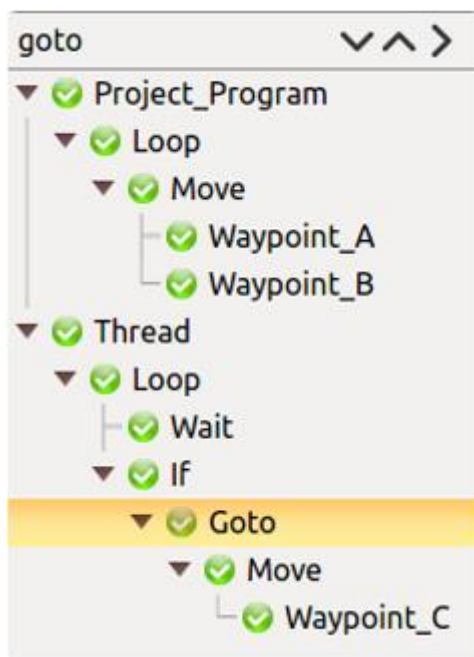 goto
Project_Program
Loop
Move
Waypoint_A
Waypoint_B
Thread
Loop
Wait
If
Goto
Move
Waypoint_C